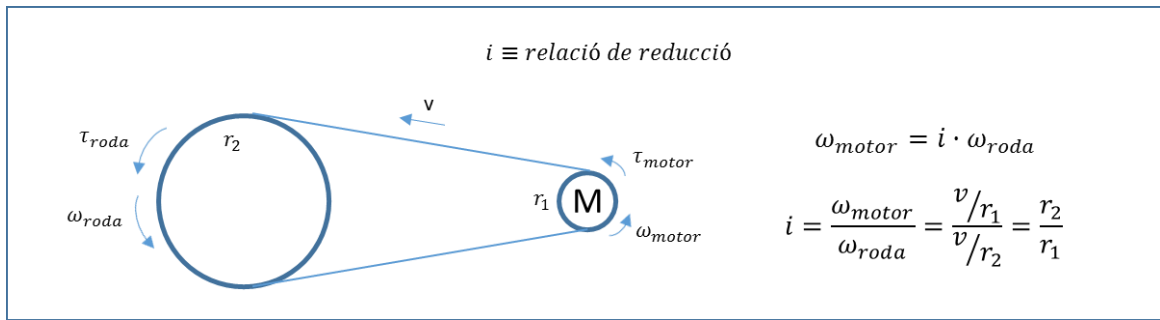 i ≡ relació de reducció
v
τ_roda
r_2
τ_motor
ω_motor = i · ω_roda
r_1
M
ω_roda
ω_motor
i = ω_motor / ω_roda = (v/r_1) / (v/r_2) = r_2 / r_1